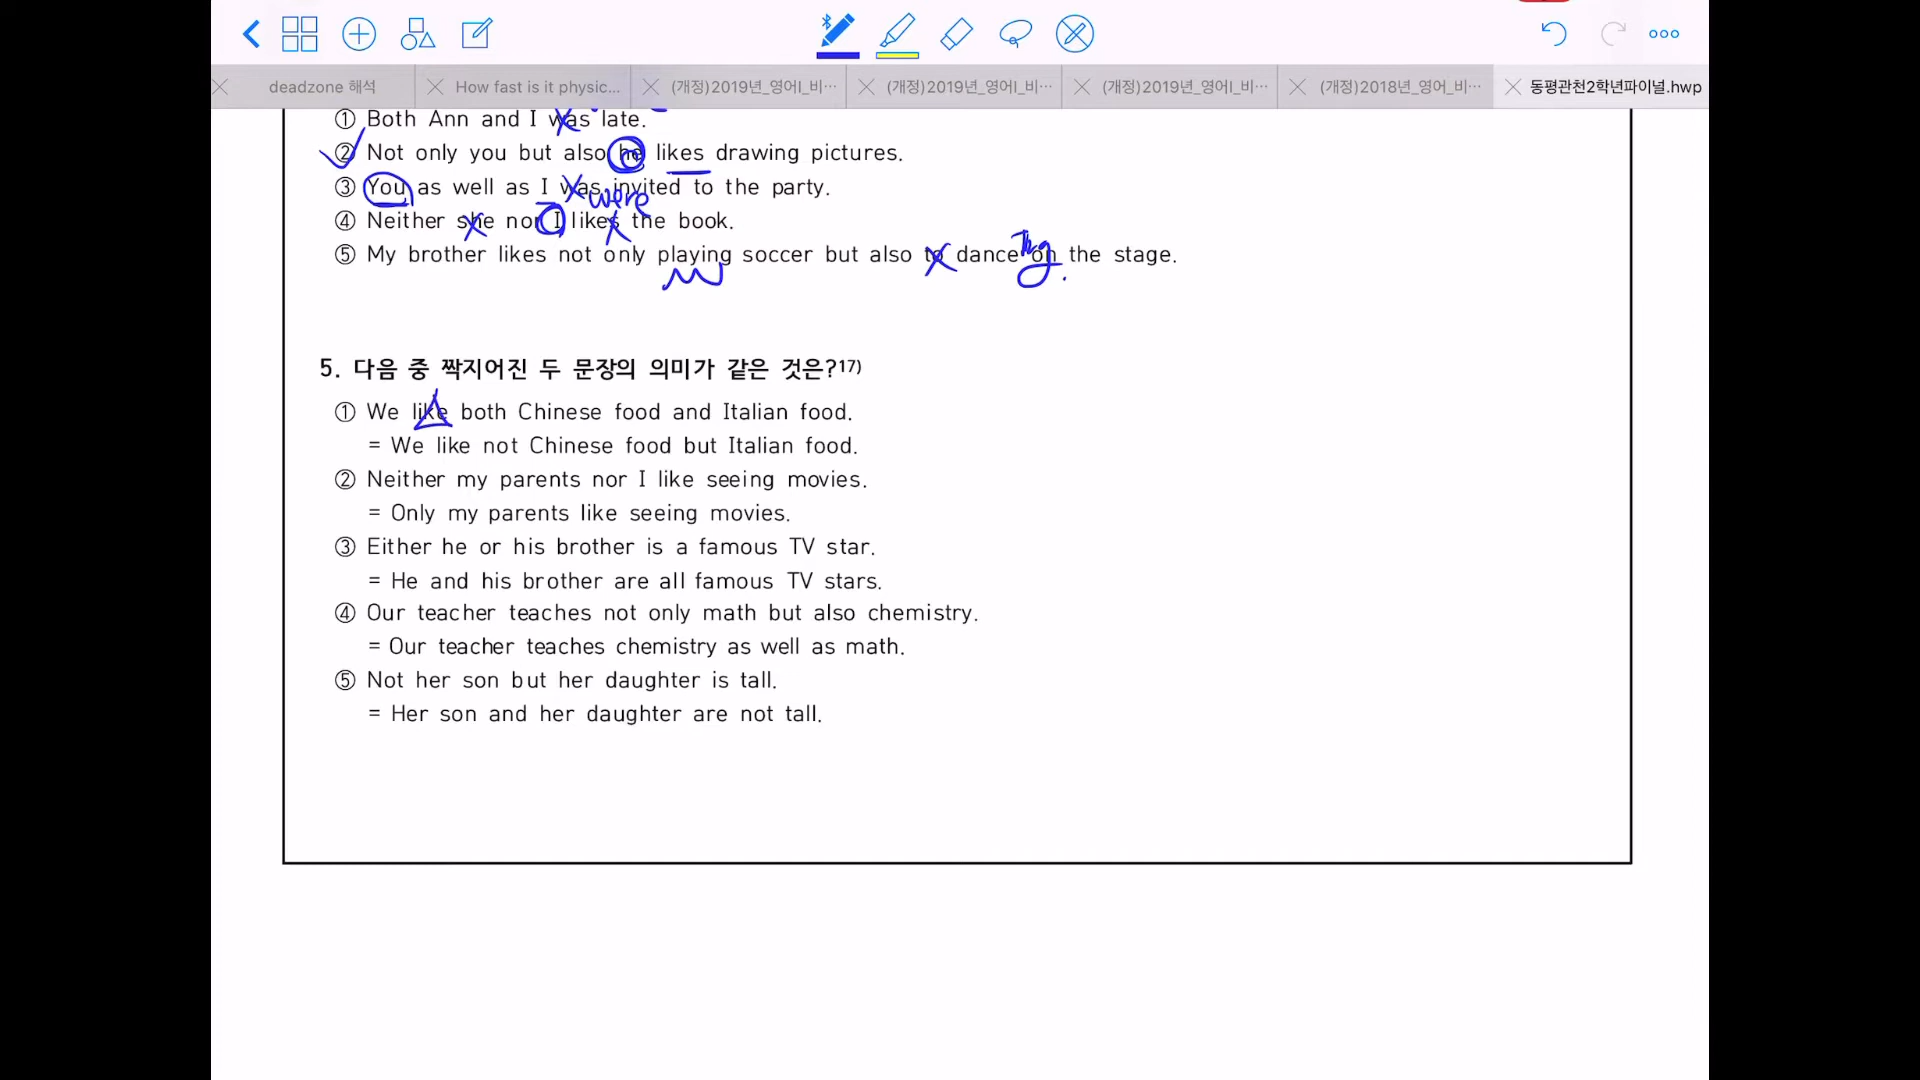 deadzone 해석
How fast is it physic...
(개정)2019년_영어I_비...
(개정)2019년_영어I_비...
(개정)2019년_영어I_비...
(개정)2018년_영어_비...
동평관천2학년파이널.hwp
① Both Ann and I was late.
② Not only you but also he likes drawing pictures.
③ You as well as I was invited to the party.
were
④ Neither she nor I likes the book.
⑤ My brother likes not only playing soccer but also to dance on the stage.
5. 다음 중 짝지어진 두 문장의 의미가 같은 것은?17)
① We like both Chinese food and Italian food.
= We like not Chinese food but Italian food.
② Neither my parents nor I like seeing movies.
= Only my parents like seeing movies.
③ Either he or his brother is a famous TV star.
= He and his brother are all famous TV stars.
④ Our teacher teaches not only math but also chemistry.
= Our teacher teaches chemistry as well as math.
⑤ Not her son but her daughter is tall.
= Her son and her daughter are not tall.